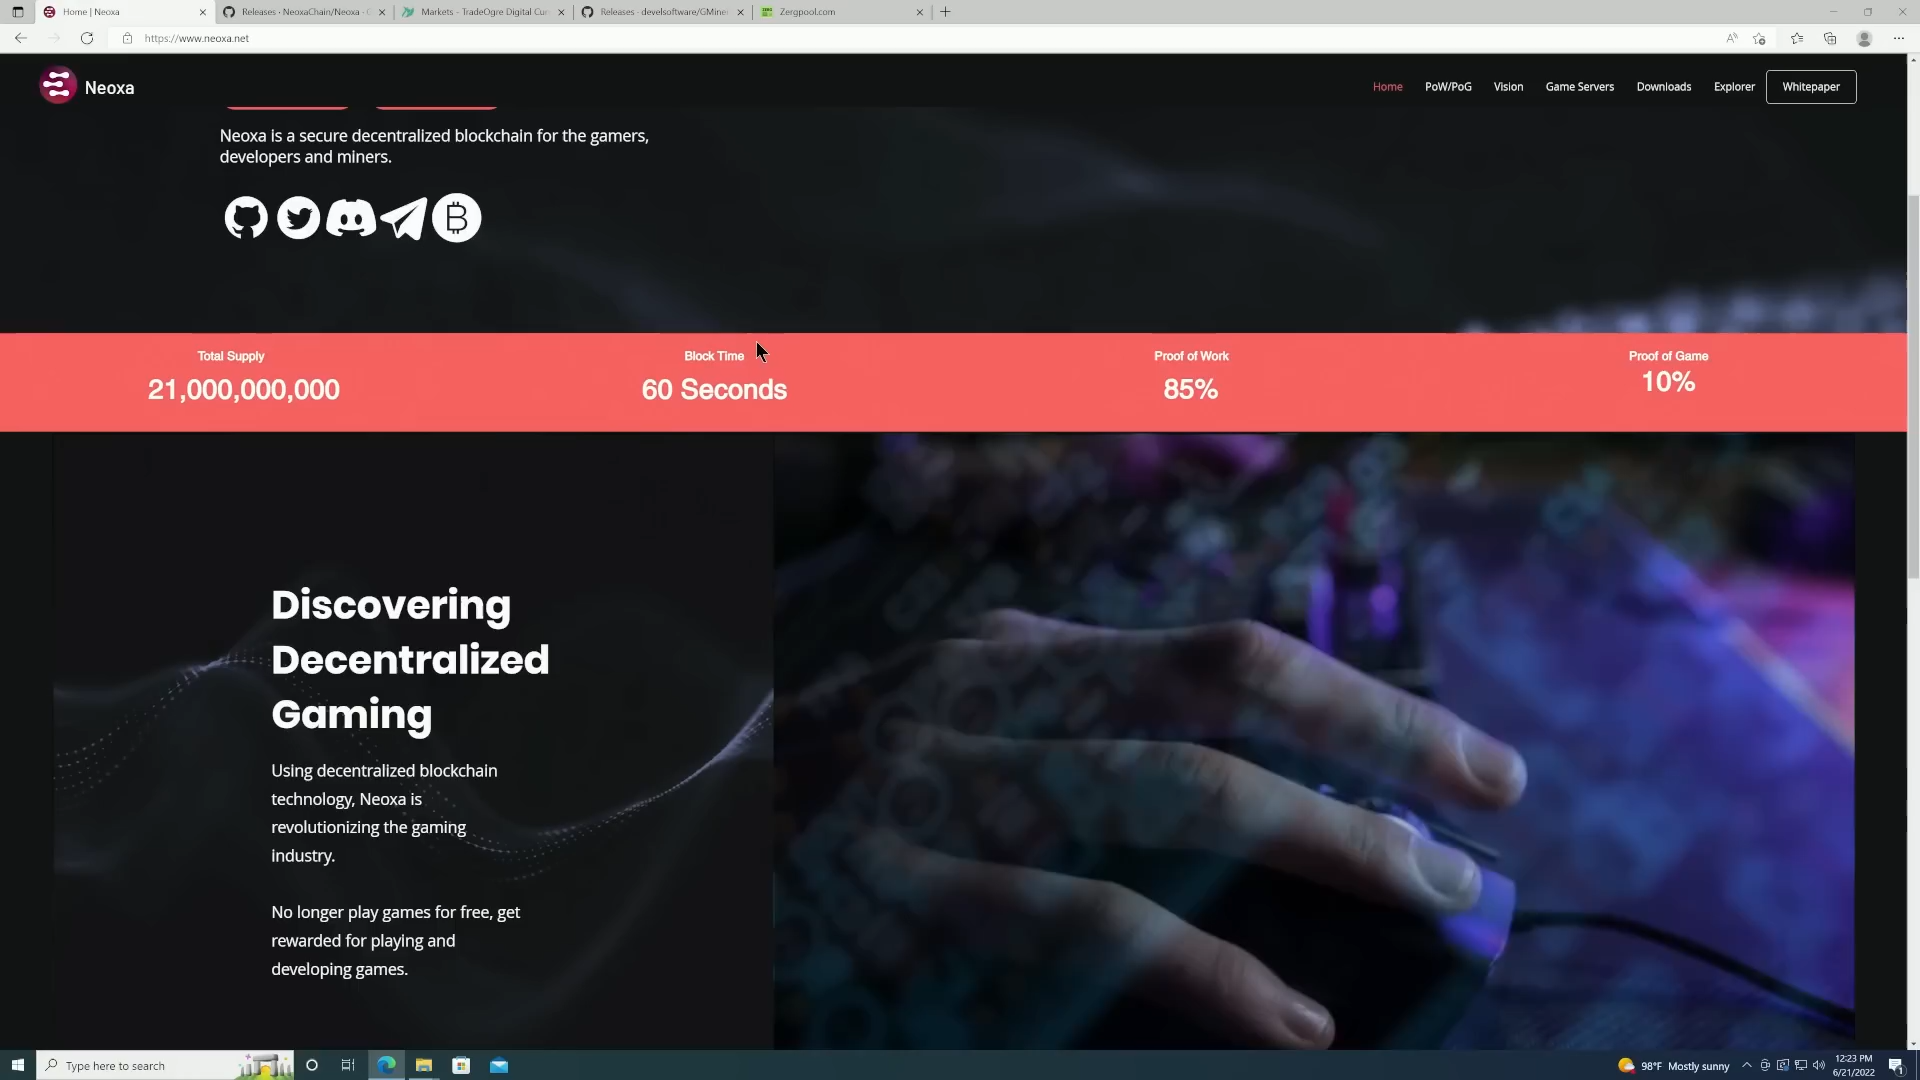 Home | Neoxa
Releases · NeoxaChain/Neoxa · G
Markets - TradeOgre Digital Cur
Releases · develsoftware/GMine
Zergpool.com
https://www.neoxa.net
Neoxa
Home
PoW/PoG
Vision
Game Servers
Downloads
Explorer
Whitepaper
Neoxa is a secure decentralized blockchain for the gamers,
developers and miners.
Total Supply
21,000,000,000
Block Time
60 Seconds
Proof of Work
85%
Proof of Game
10%
Discovering
Decentralized
Gaming
Using decentralized blockchain
technology, Neoxa is
revolutionizing the gaming
industry.
No longer play games for free, get
rewarded for playing and
developing games.
Type here to search
98°F Mostly sunny
12:23 PM
6/21/2022